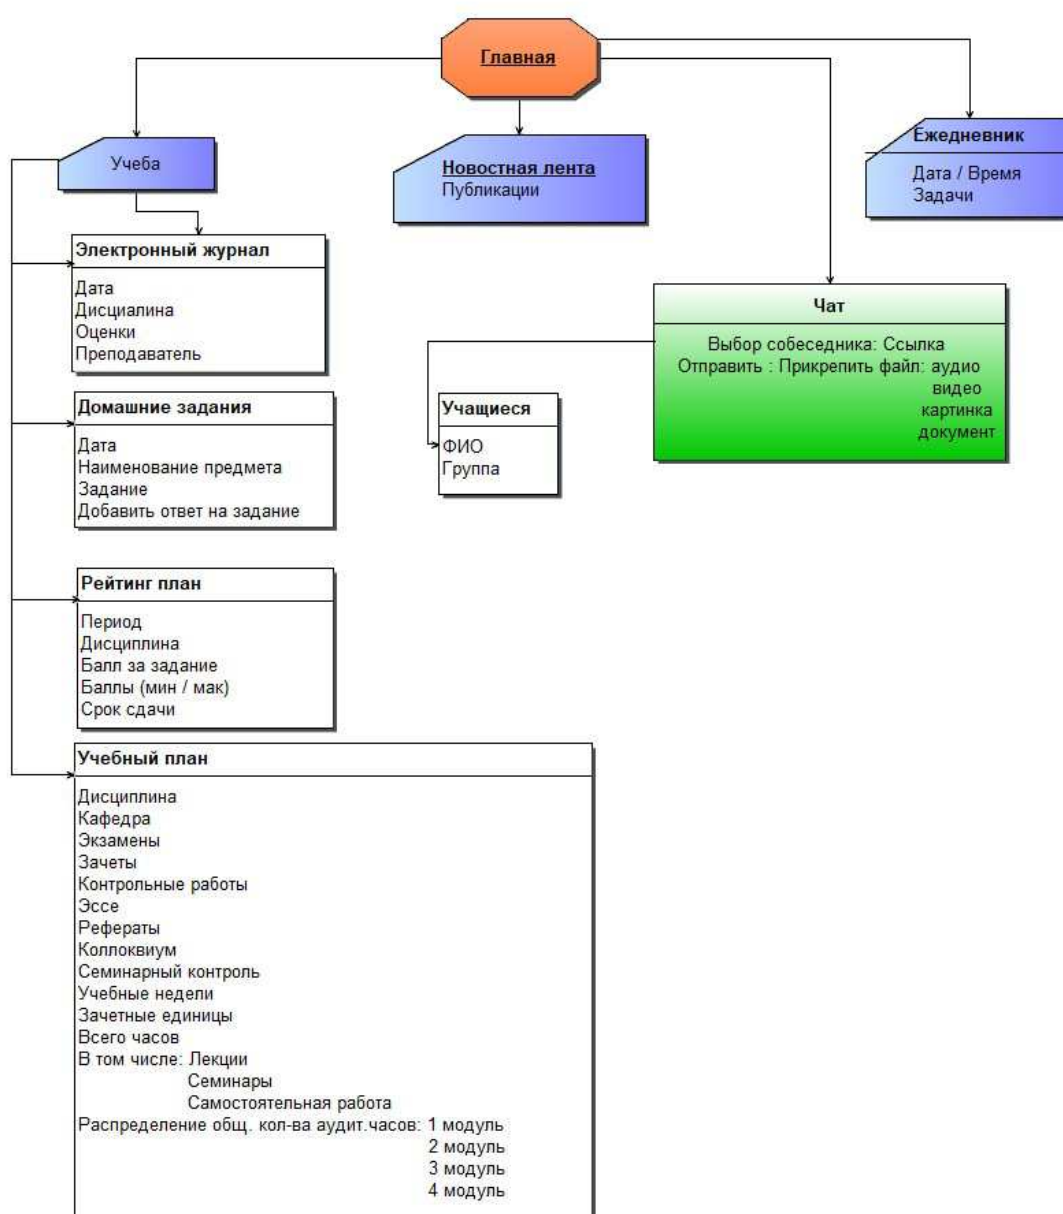 Главная
Учеба
Новостная лента
Публикации
Ежедневник
Дата / Время
Задачи
Электронный журнал
Дата
Дисциалина
Оценки
Преподаватель
Чат
Выбор собеседника: Ссылка
Отправить : Прикрепить файл: аудио
видео
картинка
документ
Учащиеся
ФИО
Группа
Домашние задания
Дата
Наименование предмета
Задание
Добавить ответ на задание
Рейтинг план
Период
Дисциплина
Балл за задание
Баллы (мин / мак)
Срок сдачи
Учебный план
Дисциплина
Кафедра
Экзамены
Зачеты
Контрольные работы
Эссе
Рефераты
Коллоквиум
Семинарный контроль
Учебные недели
Зачетные единицы
Всего часов
В том числе: Лекции
Семинары
Самостоятельная работа
Распределение общ. кол-ва аудит.часов: 1 модуль
2 модуль
3 модуль
4 модуль